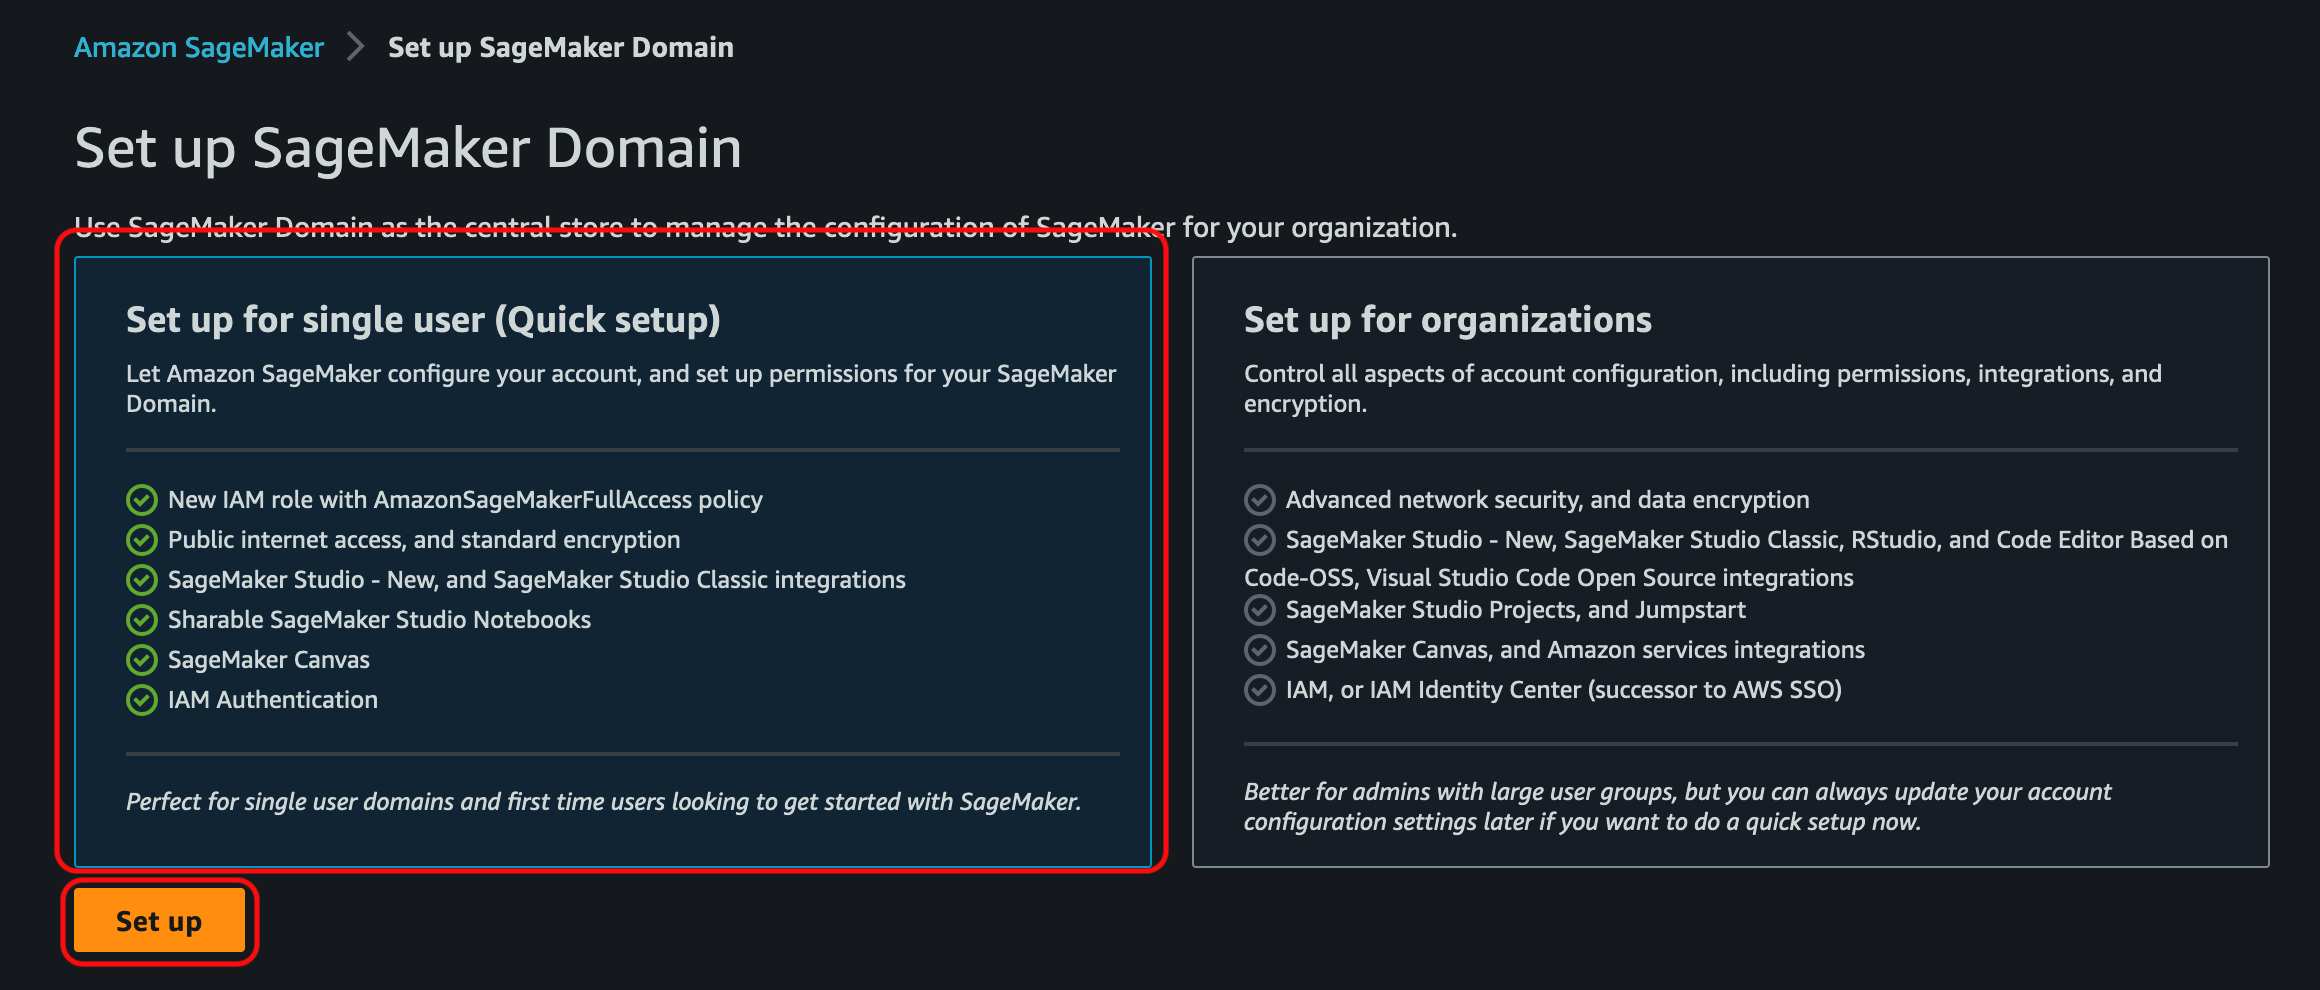 Amazon SageMaker > Set up SageMaker Domain
Set up SageMaker Domain
Use SageMaker Domain as the central store to manage the configuration of SageMaker for your organization.
Set up for single user (Quick setup)
Let Amazon SageMaker configure your account, and set up permissions for your SageMaker
Domain.
New IAM role with AmazonSageMakerFullAccess policy
Public internet access, and standard encryption
SageMaker Studio - New, and SageMaker Studio Classic integrations
Sharable SageMaker Studio Notebooks
SageMaker Canvas
IAM Authentication
Perfect for single user domains and first time users looking to get started with SageMaker.
Set up for organizations
Control all aspects of account configuration, including permissions, integrations, and
encryption.
Advanced network security, and data encryption
SageMaker Studio - New, SageMaker Studio Classic, RStudio, and Code Editor Based on
Code-OSS, Visual Studio Code Open Source integrations
SageMaker Studio Projects, and Jumpstart
SageMaker Canvas, and Amazon services integrations
IAM, or IAM Identity Center (successor to AWS SSO)
Better for admins with large user groups, but you can always update your account
configuration settings later if you want to do a quick setup now.
Set up